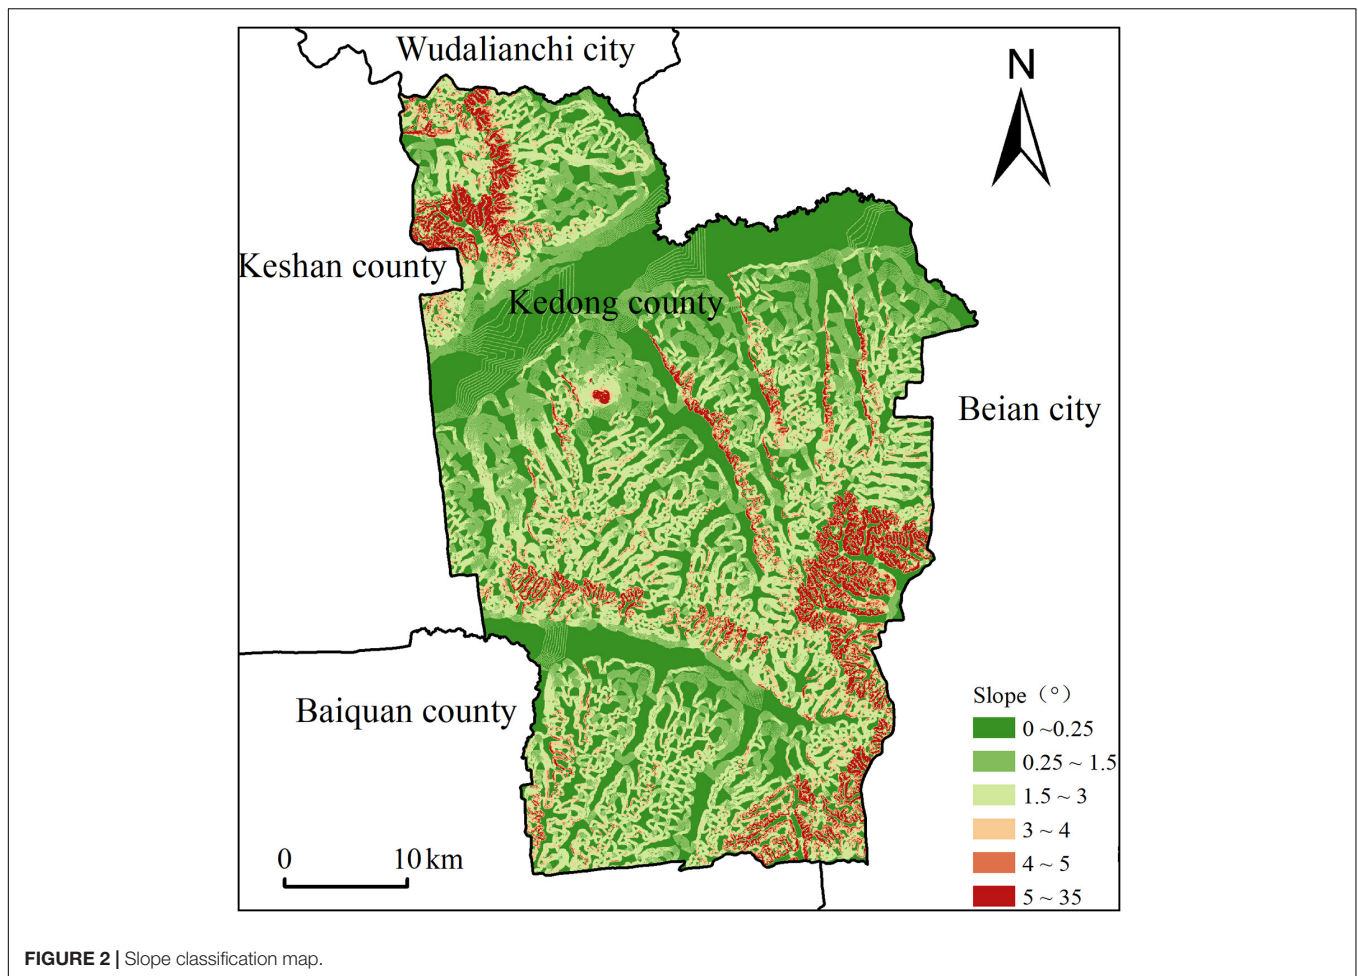 Wudalianchi city
N
Keshan county
Kedong county
Beian city
Baiquan county
Slope（°）
0 ~0.25
0.25 ~ 1.5
1.5 ~ 3
3 ~ 4
4 ~ 5
5 ~ 35
0 10 km
FIGURE 2 | Slope classification map.